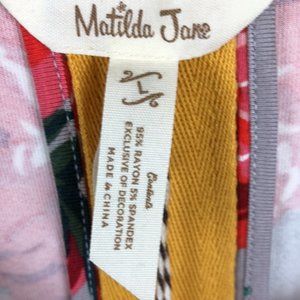 Matilda Jane
L
Contents
95% RAYON 5% SPANDEX
EXCLUSIVE OF DECORATION
MADE in CHINA